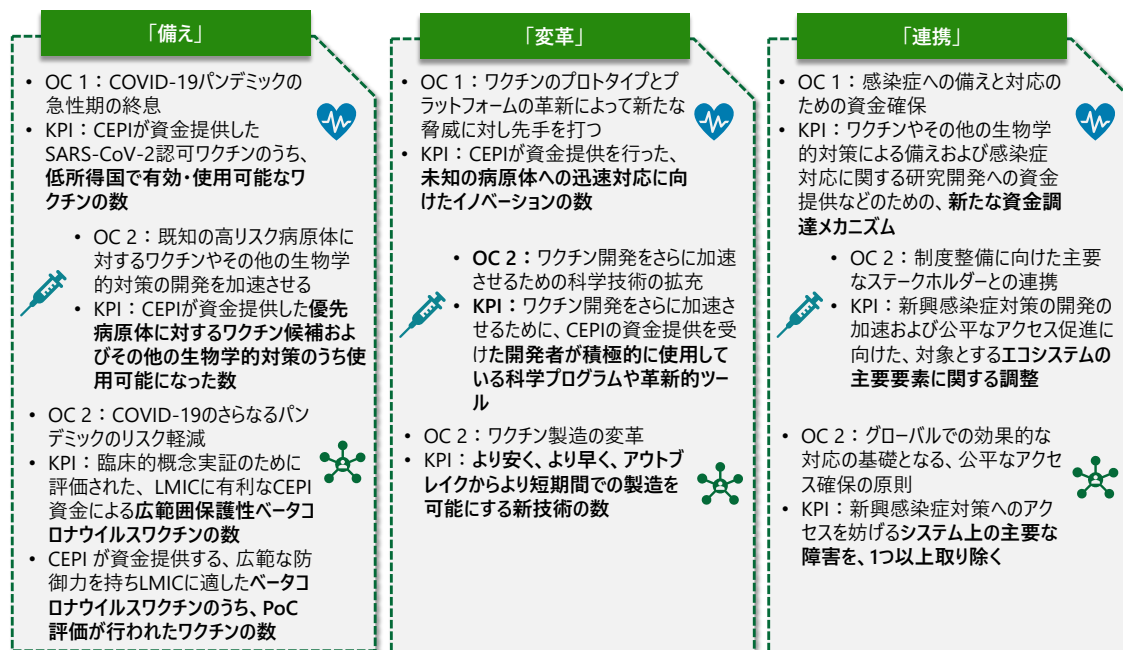 「備え」
• OC 1：COVID-19パンデミックの
急性期の終息
• KPI：CEPIが資金提供した
SARS-CoV-2認可ワクチンのうち、
低所得国で有効・使用可能なワ
クチンの数
• OC 2：既知の高リスク病原体に
対するワクチンやその他の生物学
的対策の開発を加速させる
• KPI：CEPIが資金提供した優先
病原体に対するワクチン候補およ
びその他の生物学的対策のうち使
用可能になった数
• OC 2：COVID-19のさらなるパン
デミックのリスク軽減
• KPI：臨床的概念実証のために
評価された、LMICに有利なCEPI
資金による広範囲保護性ベータコ
ロナウイルスワクチンの数
• CEPI が資金提供する、広範な防
御力を持ちLMICに適したベータコ
ロナウイルスワクチンのうち、PoC
評価が行われたワクチンの数
「変革」
• OC 1：ワクチンのプロトタイプとプ
ラットフォームの革新によって新たな
脅威に対し先手を打つ
• KPI：CEPIが資金提供を行った、
未知の病原体への迅速対応に向
けたイノベーションの数
• OC 2：ワクチン開発をさらに加速
させるための科学技術の拡充
• KPI：ワクチン開発をさらに加速さ
せるために、CEPIの資金提供を受
けた開発者が積極的に使用して
いる科学プログラムや革新的ツー
ル
• OC 2：ワクチン製造の変革
• KPI：より安く、より早く、アウトブ
レイクからより短期間での製造を
可能にする新技術の数
「連携」
• OC 1：感染症への備えと対応の
ための資金確保
• KPI：ワクチンやその他の生物学
的対策による備えおよび感染症
対応に関する研究開発への資金
提供などのための、新たな資金調
達メカニズム
• OC 2：制度整備に向けた主要
なステークホルダーとの連携
• KPI：新興感染症対策の開発の
加速および公平なアクセス促進に
向けた、対象とするエコシステムの
主要要素に関する調整
• OC 2：グローバルでの効果的な
対応の基礎となる、公平なアクセ
ス確保の原則
• KPI：新興感染症対策へのアク
セスを妨げるシステム上の主要な
障害を、1つ以上取り除く